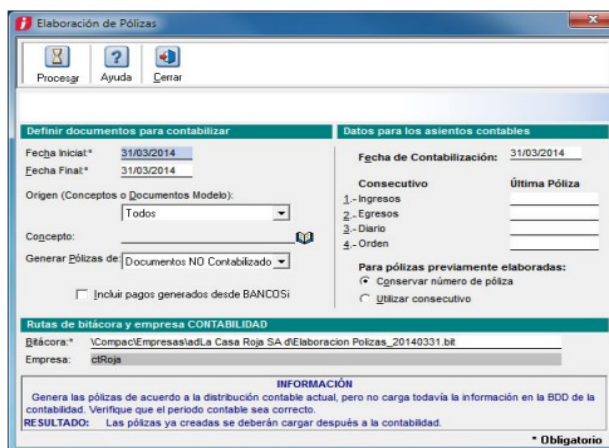 Elaboración de Pólizas
Procesar Ayuda Cerrar
Definir documentos para contabilizar
Fecha Inicial:* 31/03/2014
Fecha Final:* 31/03/2014
Origen (Conceptos o Documentos Modelo):
Todos
Concepto:
Generar Pólizas de: Documentos NO Contabilizado
Incluir pagos generados desde BANCOSi
Datos para los asientos contables
Fecha de Contabilización: 31/03/2014
Consecutivo Última Póliza
1.- Ingresos
2.- Egresos
3.- Diario
4.- Orden
Para pólizas previamente elaboradas:
Conservar número de póliza
Utilizar consecutivo
Rutas de bitácora y empresa CONTABILIDAD
Bitácora:* \Compac\Empresas\adLa Casa Roja SA d\Elaboracion Polizas_20140331.bit
Empresa: ctRoja
INFORMACIÓN
Genera las pólizas de acuerdo a la distribución contable actual, pero no carga todavía la información en la BDD de la
contabilidad. Verifique que el periodo contable sea correcto.
RESULTADO: Las pólizas ya creadas se deberán cargar después a la contabilidad.
* Obligatorio